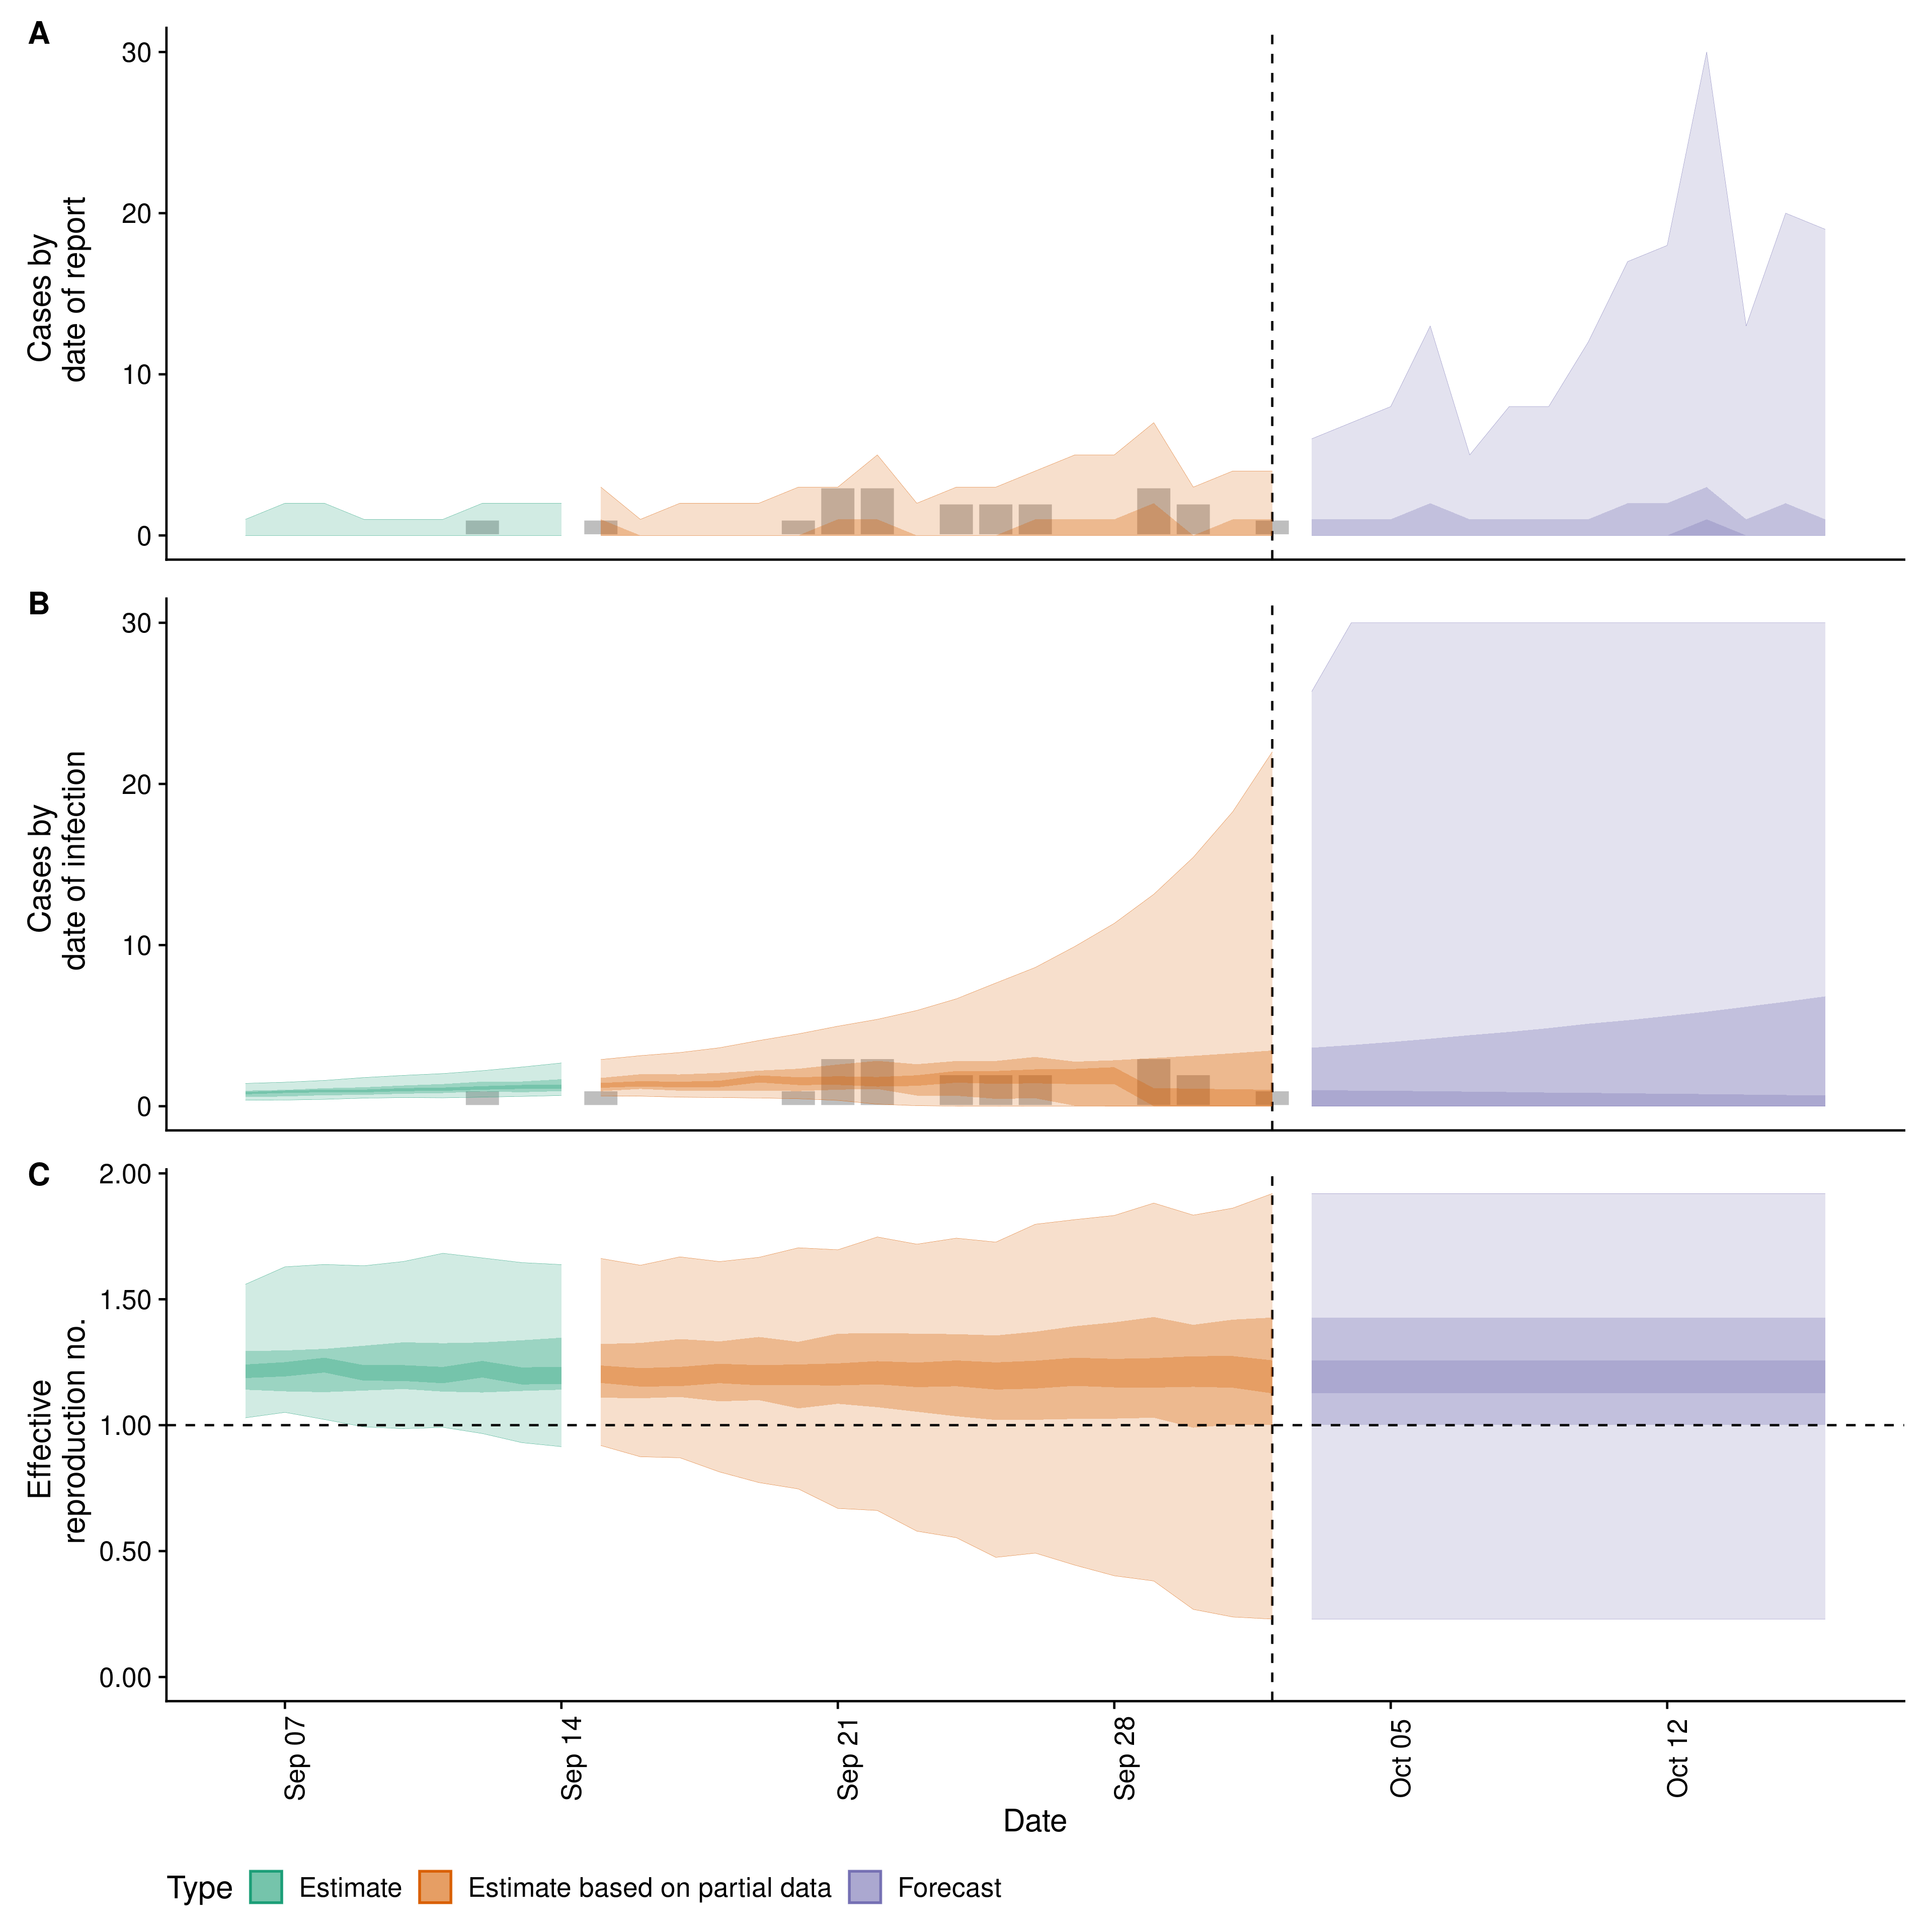 A
Cases by
date of report
30
20
10
0
B
Cases by
date of infection
30
20
10
0
C
Effective
reproduction no.
2.00
1.50
1.00
0.50
0.00
Sep 07
Sep 14
Sep 21
Sep 28
Oct 05
Oct 12
Date
Type Estimate Estimate based on partial data Forecast